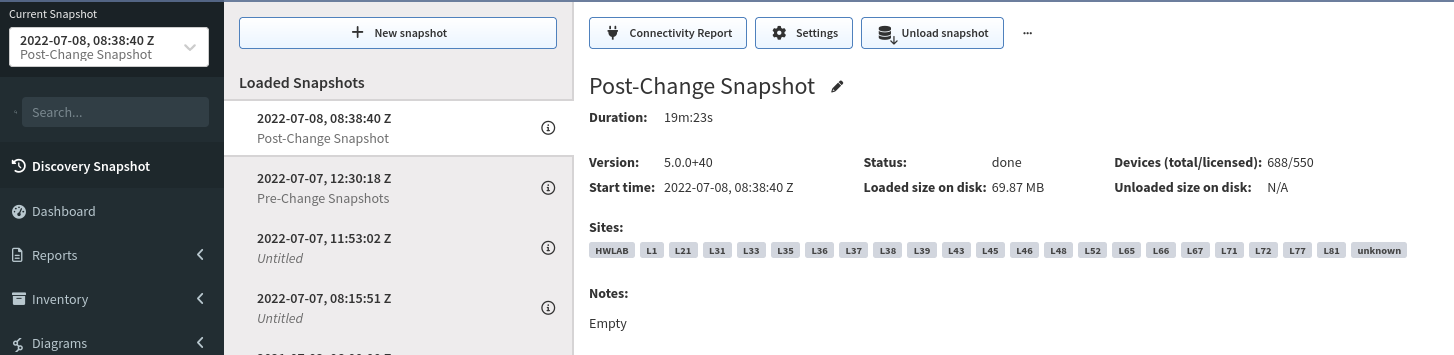 Current Snapshot
2022-07-08, 08:38:40 Z
Post-Change Snapshot
Search...
Discovery Snapshot
Dashboard
Reports
Inventory
Diagrams
New snapshot
Loaded Snapshots
2022-07-08, 08:38:40 Z
Post-Change Snapshot
2022-07-07, 12:30:18 Z
Pre-Change Snapshots
2022-07-07, 11:53:02 Z
Untitled
2022-07-07, 08:15:51 Z
Untitled
Connectivity Report Settings Unload snapshot ...
Post-Change Snapshot
Duration: 19m:23s
Version: 5.0.0+40 Status: done Devices (total/licensed): 688/550
Start time: 2022-07-08, 08:38:40 Z Loaded size on disk: 69.87 MB Unloaded size on disk: N/A
Sites:
HWLAB L1 L21 L31 L33 L35 L36 L37 L38 L39 L43 L45 L46 L48 L52 L65 L66 L67 L71 L72 L77 L81 unknown
Notes:
Empty